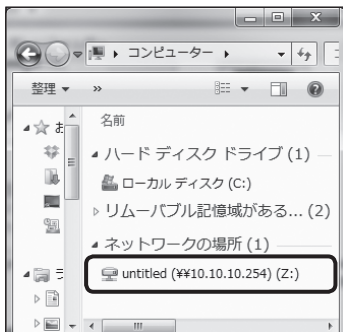 コンピューター
整理
»
名前
お
ハード ディスク ドライブ (1)
ローカル ディスク (C:)
リムーバブル記憶域がある... (2)
ネットワークの場所 (1)
untitled (¥¥10.10.10.254) (Z:)
ラ